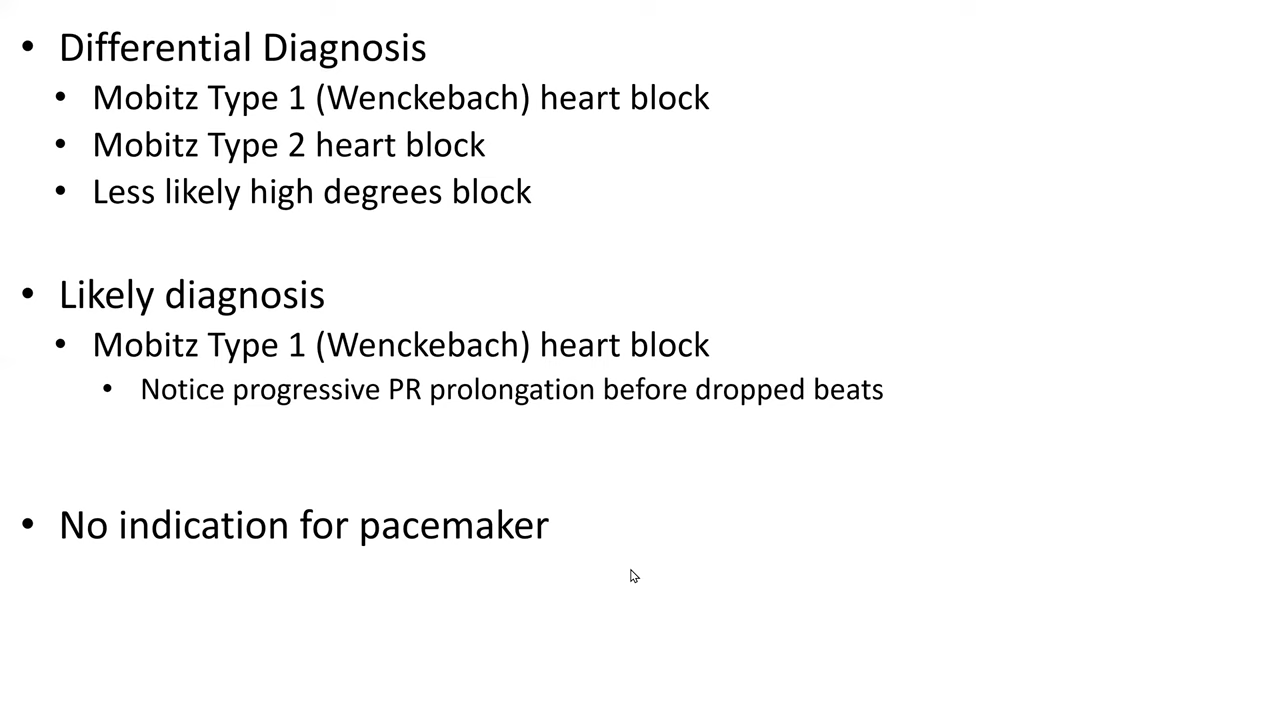 • Differential Diagnosis
• Mobitz Type 1 (Wenckebach) heart block
• Mobitz Type 2 heart block
• Less likely high degrees block
• Likely diagnosis
• Mobitz Type 1 (Wenckebach) heart block
• Notice progressive PR prolongation before dropped beats
• No indication for pacemaker